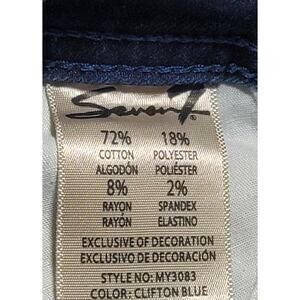 Seven7
72% 18%
COTTON POLYESTER
ALGODÓN POLIÉSTER
8% 2%
RAYON SPANDEX
RAYÓN ELASTINO
EXCLUSIVE OF DECORATION
EXCLUSIVO DE DECORACIÓN
STYLE NO: MY3083
COLOR: CLIFTON BLUE